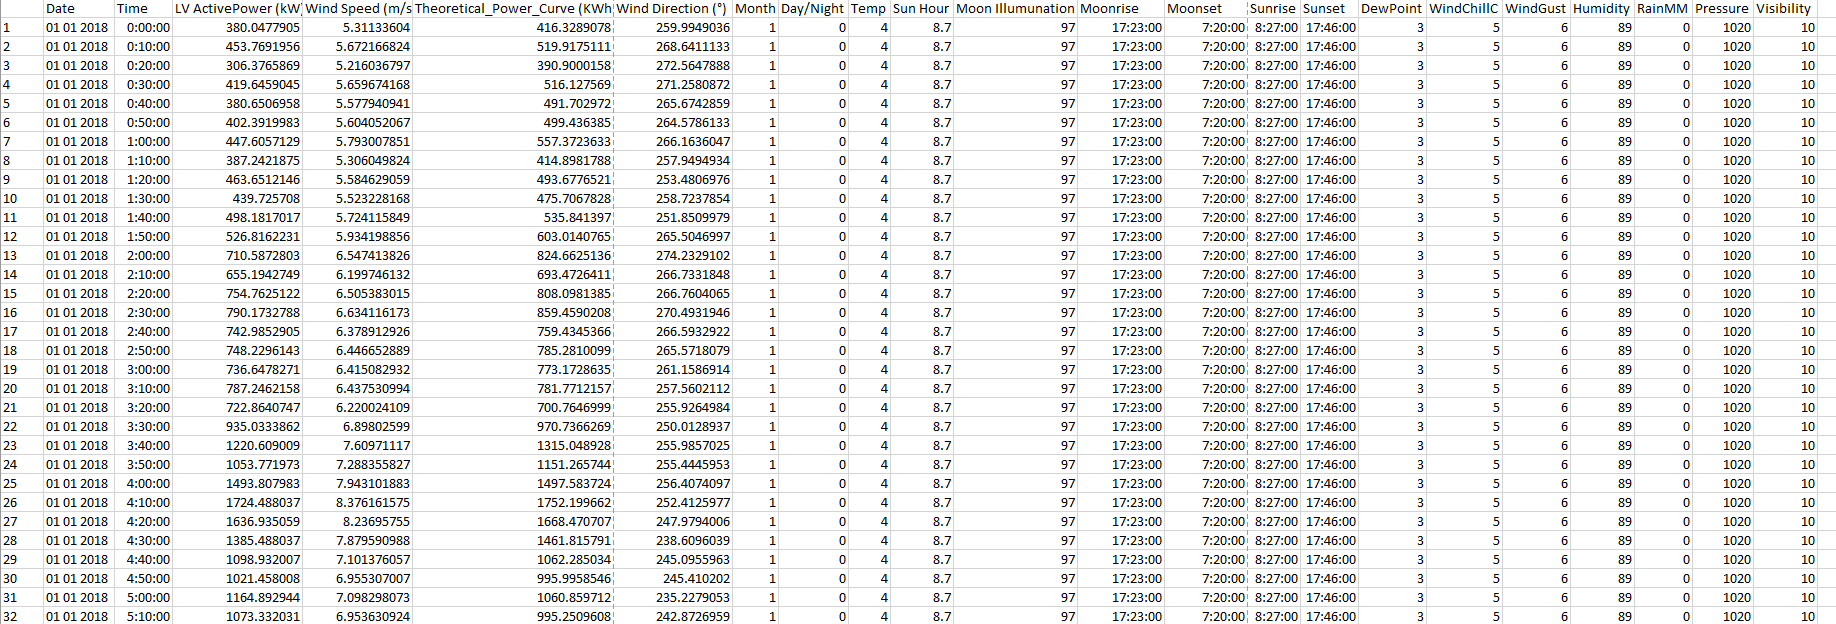 Date Time LV ActivePower (kW) Wind Speed (m/s Theoretical_Power_Curve (KWh Wind Direction (°) Month Day/Night Temp Sun Hour Moon Illumunation Moonrise Moonset Sunrise Sunset DewPoint WindChillC WindGust Humidity RainMM Pressure Visibility
1 01 01 2018 0:00:00 380.0477905 5.31133604 416.3289078 259.9949036 1 0 4 8.7 97 17:23:00 7:20:00 8:27:00 17:46:00 3 5 6 89 0 1020 10
2 01 01 2018 0:10:00 453.7691956 5.672166824 519.9175111 268.6411133 1 0 4 8.7 97 17:23:00 7:20:00 8:27:00 17:46:00 3 5 6 89 0 1020 10
3 01 01 2018 0:20:00 306.3765869 5.216036797 390.9000158 272.5647888 1 0 4 8.7 97 17:23:00 7:20:00 8:27:00 17:46:00 3 5 6 89 0 1020 10
4 01 01 2018 0:30:00 419.6459045 5.659674168 516.127569 271.2580872 1 0 4 8.7 97 17:23:00 7:20:00 8:27:00 17:46:00 3 5 6 89 0 1020 10
5 01 01 2018 0:40:00 380.6506958 5.577940941 491.702972 265.6742859 1 0 4 8.7 97 17:23:00 7:20:00 8:27:00 17:46:00 3 5 6 89 0 1020 10
6 01 01 2018 0:50:00 402.3919983 5.604052067 499.436385 264.5786133 1 0 4 8.7 97 17:23:00 7:20:00 8:27:00 17:46:00 3 5 6 89 0 1020 10
7 01 01 2018 1:00:00 447.6057129 5.793007851 557.3723633 266.1636047 1 0 4 8.7 97 17:23:00 7:20:00 8:27:00 17:46:00 3 5 6 89 0 1020 10
8 01 01 2018 1:10:00 387.2421875 5.306049824 414.8981788 257.9494934 1 0 4 8.7 97 17:23:00 7:20:00 8:27:00 17:46:00 3 5 6 89 0 1020 10
9 01 01 2018 1:20:00 463.6512146 5.584629059 493.6776521 253.4806976 1 0 4 8.7 97 17:23:00 7:20:00 8:27:00 17:46:00 3 5 6 89 0 1020 10
10 01 01 2018 1:30:00 439.725708 5.523228168 475.7067828 258.7237854 1 0 4 8.7 97 17:23:00 7:20:00 8:27:00 17:46:00 3 5 6 89 0 1020 10
11 01 01 2018 1:40:00 498.1817017 5.724115849 535.841397 251.8509979 1 0 4 8.7 97 17:23:00 7:20:00 8:27:00 17:46:00 3 5 6 89 0 1020 10
12 01 01 2018 1:50:00 526.8162231 5.934198856 603.0140765 265.5046997 1 0 4 8.7 97 17:23:00 7:20:00 8:27:00 17:46:00 3 5 6 89 0 1020 10
13 01 01 2018 2:00:00 710.5872803 6.547413826 824.6625136 274.2329102 1 0 4 8.7 97 17:23:00 7:20:00 8:27:00 17:46:00 3 5 6 89 0 1020 10
14 01 01 2018 2:10:00 655.1942749 6.199746132 693.4726411 266.7331848 1 0 4 8.7 97 17:23:00 7:20:00 8:27:00 17:46:00 3 5 6 89 0 1020 10
15 01 01 2018 2:20:00 754.7625122 6.505383015 808.0981385 266.7604065 1 0 4 8.7 97 17:23:00 7:20:00 8:27:00 17:46:00 3 5 6 89 0 1020 10
16 01 01 2018 2:30:00 790.1732788 6.634116173 859.4590208 270.4931946 1 0 4 8.7 97 17:23:00 7:20:00 8:27:00 17:46:00 3 5 6 89 0 1020 10
17 01 01 2018 2:40:00 742.9852905 6.378912926 759.4345366 266.5932922 1 0 4 8.7 97 17:23:00 7:20:00 8:27:00 17:46:00 3 5 6 89 0 1020 10
18 01 01 2018 2:50:00 748.2296143 6.446652889 785.2810099 265.5718079 1 0 4 8.7 97 17:23:00 7:20:00 8:27:00 17:46:00 3 5 6 89 0 1020 10
19 01 01 2018 3:00:00 736.6478271 6.415082932 773.1728635 261.1586914 1 0 4 8.7 97 17:23:00 7:20:00 8:27:00 17:46:00 3 5 6 89 0 1020 10
20 01 01 2018 3:10:00 787.2462158 6.437530994 781.7712157 257.5602112 1 0 4 8.7 97 17:23:00 7:20:00 8:27:00 17:46:00 3 5 6 89 0 1020 10
21 01 01 2018 3:20:00 722.8640747 6.220024109 700.7646999 255.9264984 1 0 4 8.7 97 17:23:00 7:20:00 8:27:00 17:46:00 3 5 6 89 0 1020 10
22 01 01 2018 3:30:00 935.0333862 6.89802599 970.7366269 250.0128937 1 0 4 8.7 97 17:23:00 7:20:00 8:27:00 17:46:00 3 5 6 89 0 1020 10
23 01 01 2018 3:40:00 1220.609009 7.60971117 1315.048928 255.9857025 1 0 4 8.7 97 17:23:00 7:20:00 8:27:00 17:46:00 3 5 6 89 0 1020 10
24 01 01 2018 3:50:00 1053.771973 7.288355827 1151.265744 255.4445953 1 0 4 8.7 97 17:23:00 7:20:00 8:27:00 17:46:00 3 5 6 89 0 1020 10
25 01 01 2018 4:00:00 1493.807983 7.943101883 1497.583724 256.4074097 1 0 4 8.7 97 17:23:00 7:20:00 8:27:00 17:46:00 3 5 6 89 0 1020 10
26 01 01 2018 4:10:00 1724.488037 8.376161575 1752.199662 252.4125977 1 0 4 8.7 97 17:23:00 7:20:00 8:27:00 17:46:00 3 5 6 89 0 1020 10
27 01 01 2018 4:20:00 1636.935059 8.23695755 1668.470707 247.9794006 1 0 4 8.7 97 17:23:00 7:20:00 8:27:00 17:46:00 3 5 6 89 0 1020 10
28 01 01 2018 4:30:00 1385.488037 7.879590988 1461.815791 238.6096039 1 0 4 8.7 97 17:23:00 7:20:00 8:27:00 17:46:00 3 5 6 89 0 1020 10
29 01 01 2018 4:40:00 1098.932007 7.101376057 1062.285034 245.0955963 1 0 4 8.7 97 17:23:00 7:20:00 8:27:00 17:46:00 3 5 6 89 0 1020 10
30 01 01 2018 4:50:00 1021.458008 6.955307007 995.9958546 245.410202 1 0 4 8.7 97 17:23:00 7:20:00 8:27:00 17:46:00 3 5 6 89 0 1020 10
31 01 01 2018 5:00:00 1164.892944 7.098298073 1060.859712 235.2279053 1 0 4 8.7 97 17:23:00 7:20:00 8:27:00 17:46:00 3 5 6 89 0 1020 10
32 01 01 2018 5:10:00 1073.332031 6.953630924 995.2509608 242.8726959 1 0 4 8.7 97 17:23:00 7:20:00 8:27:00 17:46:00 3 5 6 89 0 1020 10